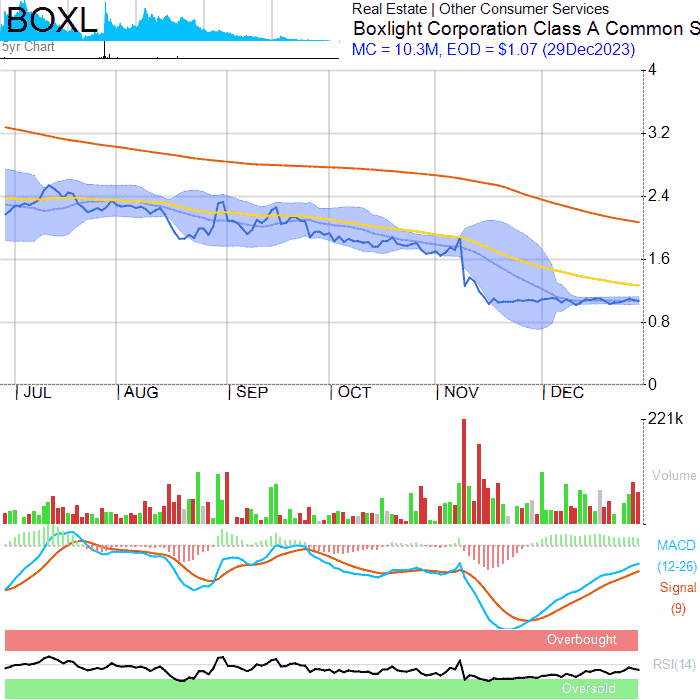 BOXL
5yr Chart
Real Estate | Other Consumer Services
Boxlight Corporation Class A Common S
MC = 10.3M, EOD = $1.07 (29Dec2023)
4
3.2
2.4
1.6
0.8
0
JUL AUG SEP OCT NOV DEC
221k
Volume
MACD
(12-26)
Signal
(9)
Overbought
RSI(14)
Oversold